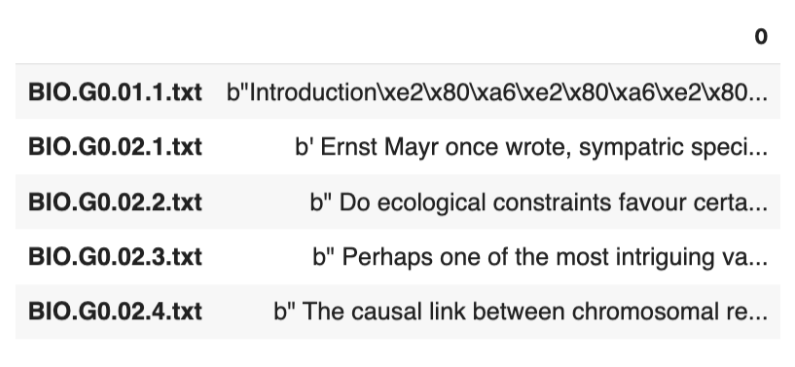 0
BIO.G0.01.1.txt b"Introduction\xe2\x80\xa6\xe2\x80\xa6\xe2\x80...
BIO.G0.02.1.txt b' Ernst Mayr once wrote, sympatric speci...
BIO.G0.02.2.txt b" Do ecological constraints favour certa...
BIO.G0.02.3.txt b" Perhaps one of the most intriguing va...
BIO.G0.02.4.txt b" The causal link between chromosomal re...